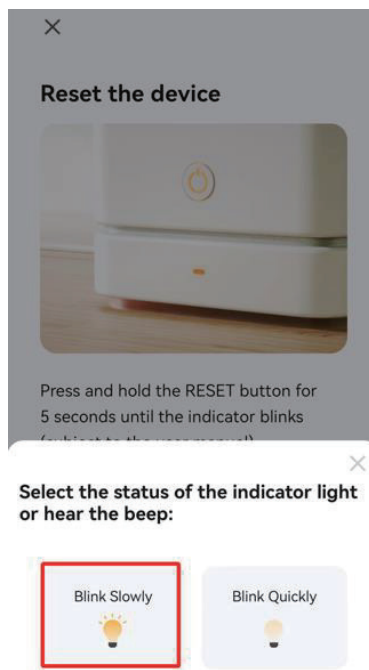 Reset the device
Press and hold the RESET button for
5 seconds until the indicator blinks
Select the status of the indicator light
or hear the beep:
Blink Slowly
Blink Quickly